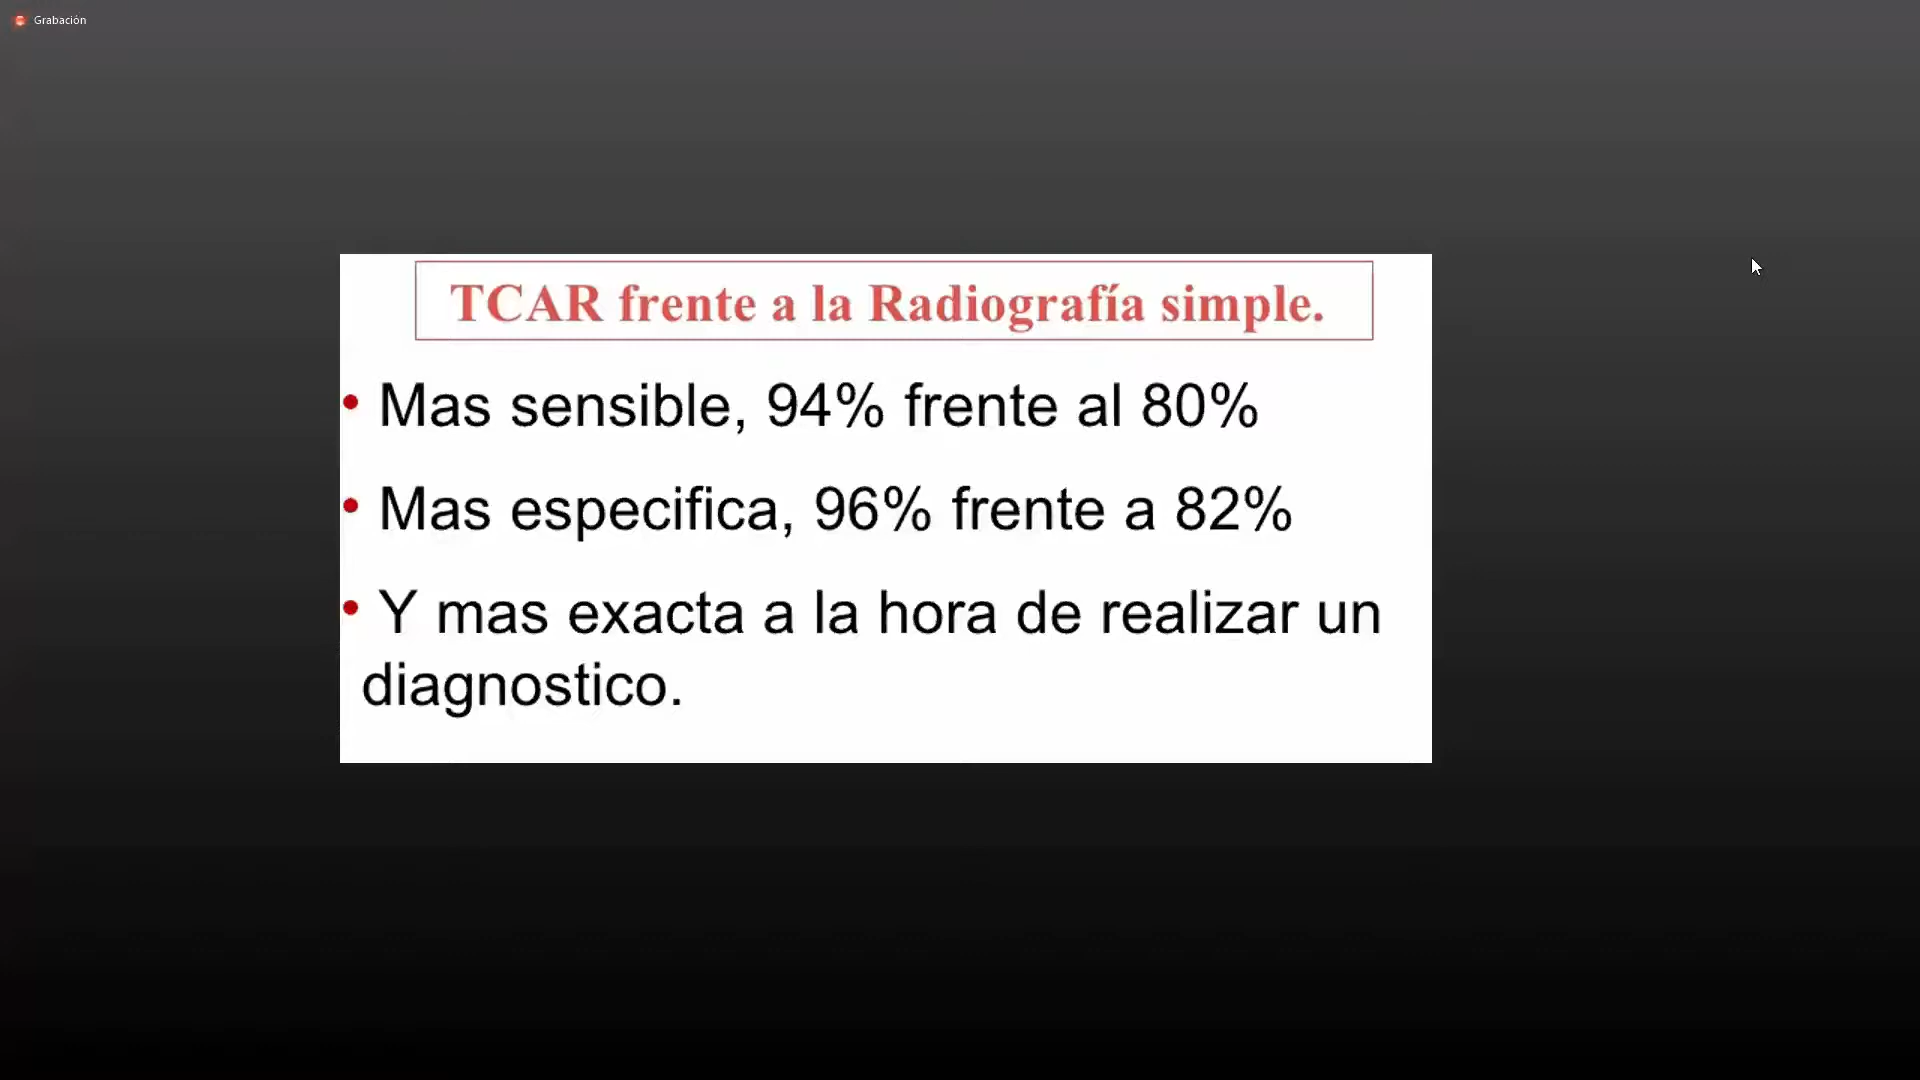 Grabación
TCAR frente a la Radiografía simple.
• Mas sensible, 94% frente al 80%
• Mas especifica, 96% frente a 82%
• Y mas exacta a la hora de realizar un
diagnostico.